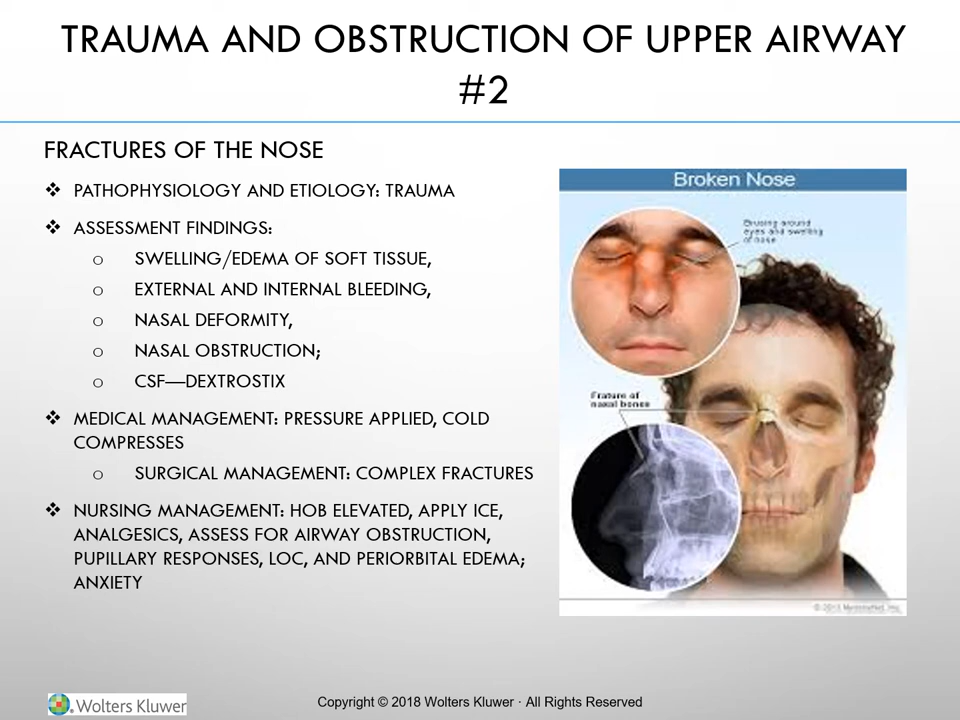 TRAUMA AND OBSTRUCTION OF UPPER AIRWAY
#2
FRACTURES OF THE NOSE
❖ PATHOPHYSIOLOGY AND ETIOLOGY: TRAUMA
❖ ASSESSMENT FINDINGS:
o SWELLING/EDEMA OF SOFT TISSUE,
o EXTERNAL AND INTERNAL BLEEDING,
o NASAL DEFORMITY,
o NASAL OBSTRUCTION;
o CSF—DEXTROSTIX
❖ MEDICAL MANAGEMENT: PRESSURE APPLIED, COLD
COMPRESSES
o SURGICAL MANAGEMENT: COMPLEX FRACTURES
❖ NURSING MANAGEMENT: HOB ELEVATED, APPLY ICE,
ANALGESICS, ASSESS FOR AIRWAY OBSTRUCTION,
PUPILLARY RESPONSES, LOC, AND PERIORBITAL EDEMA;
ANXIETY
Broken Nose
Brusing around
eyes and swelling
of nose
Frature of
nasal bones
Wolters Kluwer
Copyright © 2018 Wolters Kluwer · All Rights Reserved